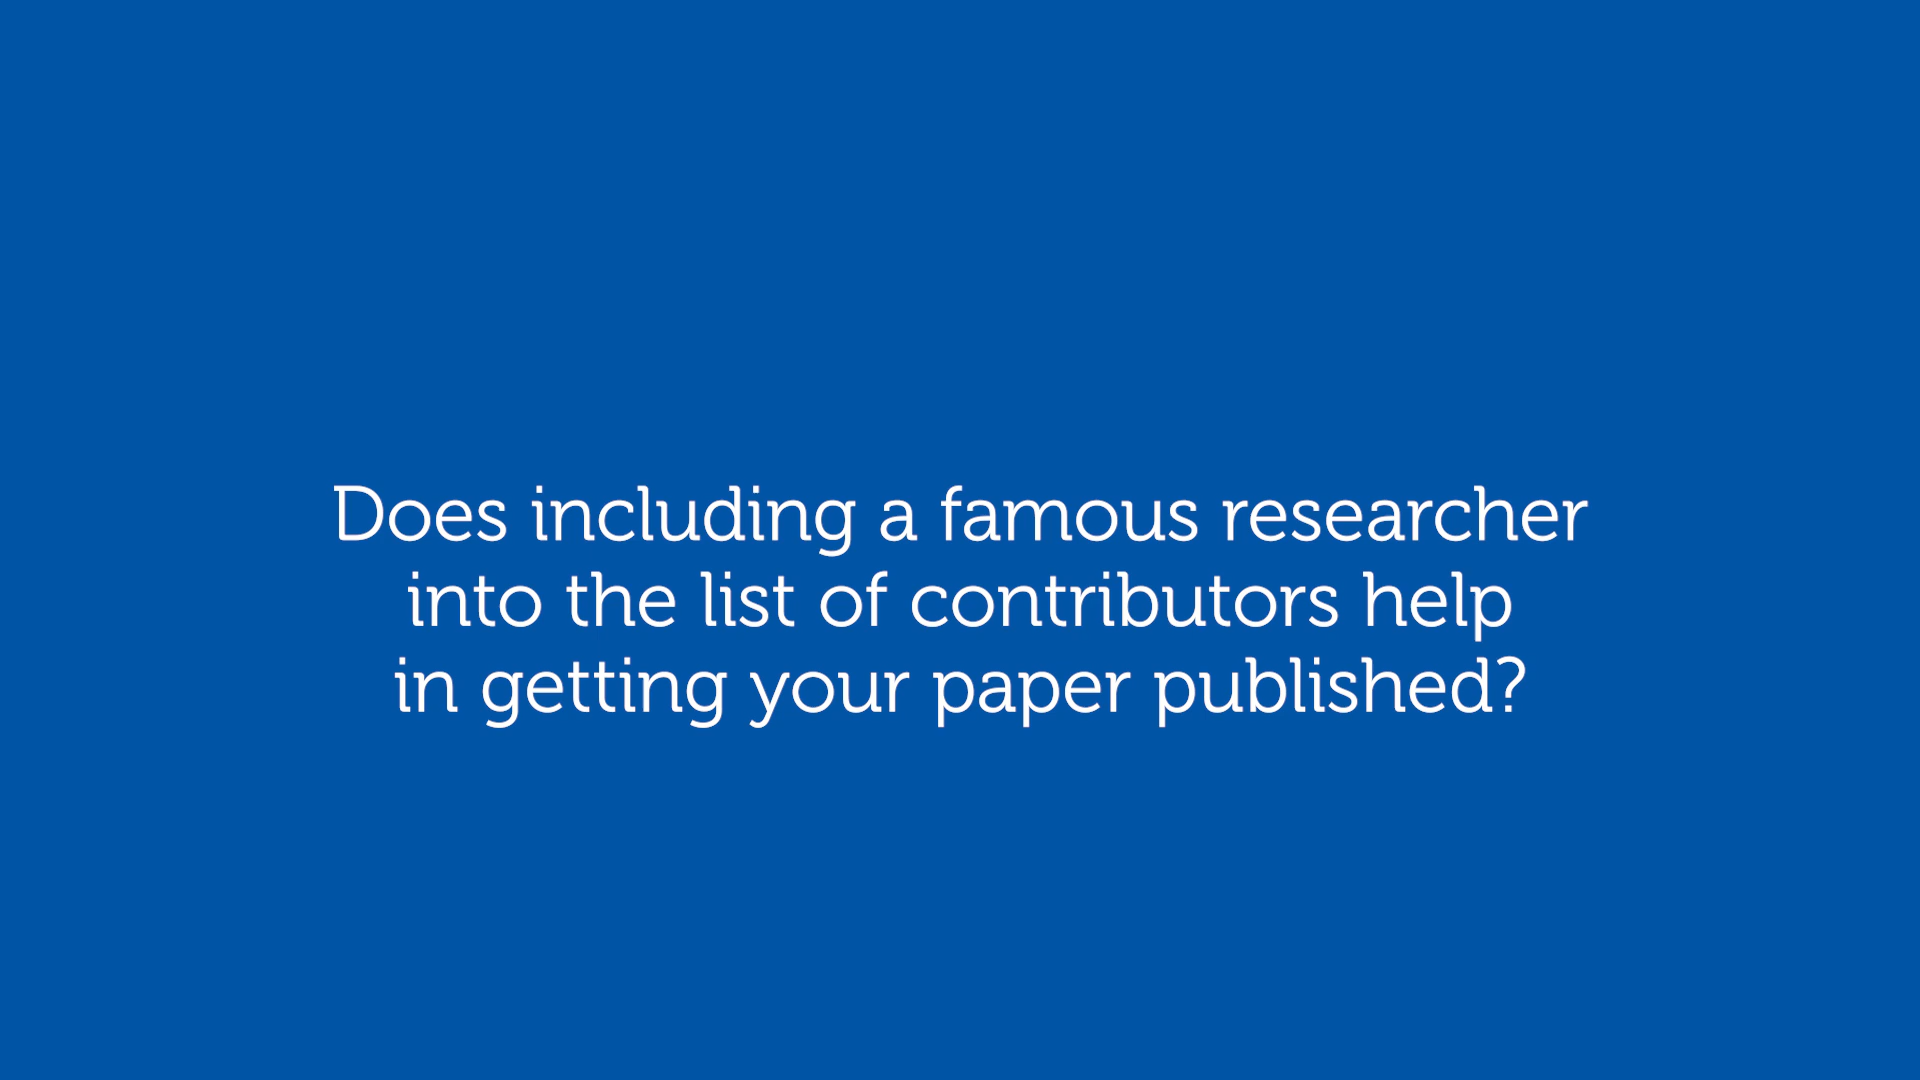 Does including a famous researcher
into the list of contributors help
in getting your paper published?